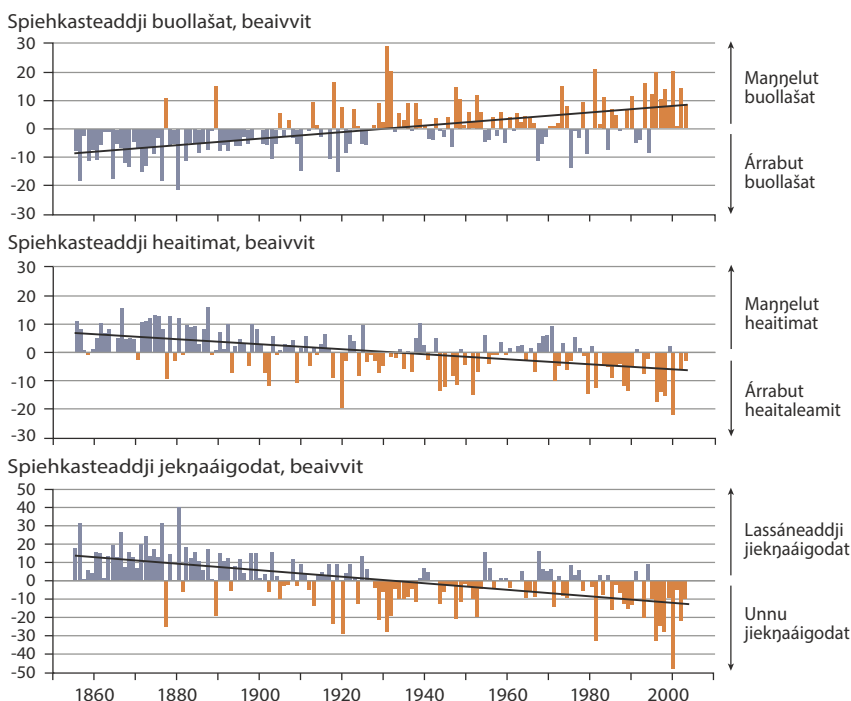 Spiehkasteaddji buollašat, beaivvit
30
20
10
0
-10
-20
-30
Maŋŋelut
buollašat
Árrabut
buollašat
Spiehkasteaddji heaitimat, beaivvit
30
20
10
0
-10
-20
-30
Maŋŋelut
heaitimat
Árrabut
heaitaleamit
Spiehkasteaddji jekŋaáigodat, beaivvit
50
40
30
20
10
0
-10
-20
-30
-40
-50
Lassáneaddji
jiekŋaáigodat
Unnu
jiekŋaáigodat
1860 1880 1900 1920 1940 1960 1980 2000